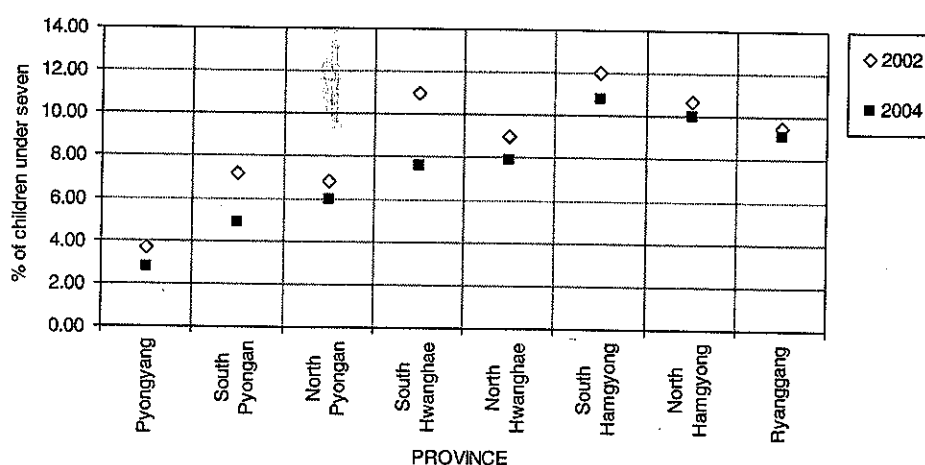 14.00
12.00
10.00
8.00
6.00
4.00
2.00
0.00
% of children under seven
2002
2004
Pyongyang
South
Pyongan
North
Pyongan
South
Hwanghae
North
Hwanghae
South
Hamgyong
North
Hamgyong
Ryanggang
PROVINCE